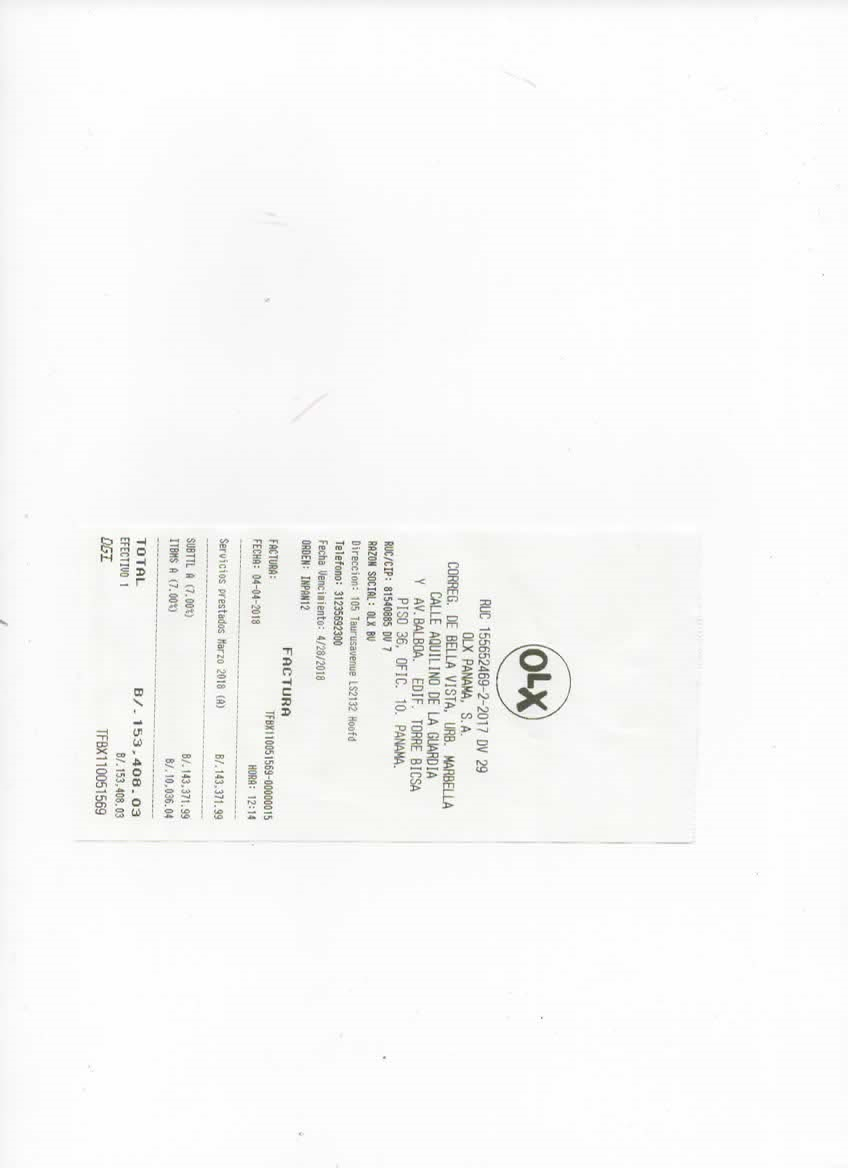 OLX
RUC 155662469-2-2017 DV 29
OLX PANAMA, S.A.
CORREG. DE BELLA VISTA, URB. MARBELLA
CALLE AQUILINO DE LA GUARDIA
Y AV.BALBOA. EDIF. TORRE BICSA
PISO 36, OFIC. 10. PANAMA.
RUC/CIP: 81540885 DV 7
RAZON SOCIAL: OLX BV
Direccion: 105 Taurusavenue LS2132 Hoofd
Telefono: 31235692300
Fecha Vencimiento: 4/28/2018
ORDEN: INPAN12
FACTURA
FACTURA: TFBX110051569-00000015
FECHA: 04-04-2018 HORA: 12:14
Servicios prestados Marzo 2018 (A) B/.143,371.99
SUBTTL A (7.00%) B/.143,371.99
ITBMS A (7.00%) B/.10,036.04
TOTAL B/.153,408.03
EFECTIVO 1 B/.153,408.03
DGI TFBX110051569